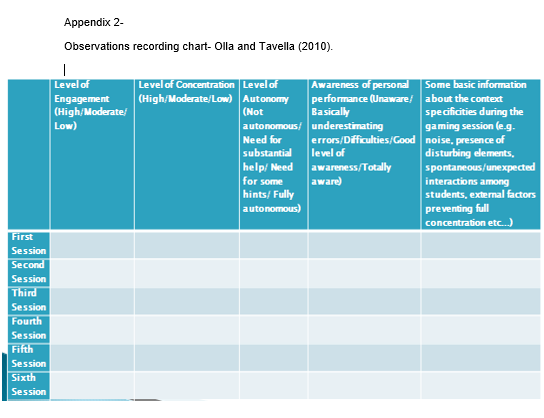 Appendix 2-
Observations recording chart- Olla and Tavella (2010).
Level of
Engagement
(High/Moderate/
Low)
Level of Concentration
(High/Moderate/Low)
Level of
Autonomy
(Not
autonomous/
Need for
substantial
help/ Need
for some
hints/ Fully
autonomous)
Awareness of personal
performance (Unaware/
Basically
underestimating
errors/Difficulties/Good
level of
awareness/Totally
aware)
Some basic information
about the context
specificities during the
gaming session (e.g.
noise, presence of
disturbing elements,
spontaneous/unexpected
interactions among
students, external factors
preventing full
concentration etc...)
First
Session
Second
Session
Third
Session
Fourth
Session
Fifth
Session
Sixth
Session